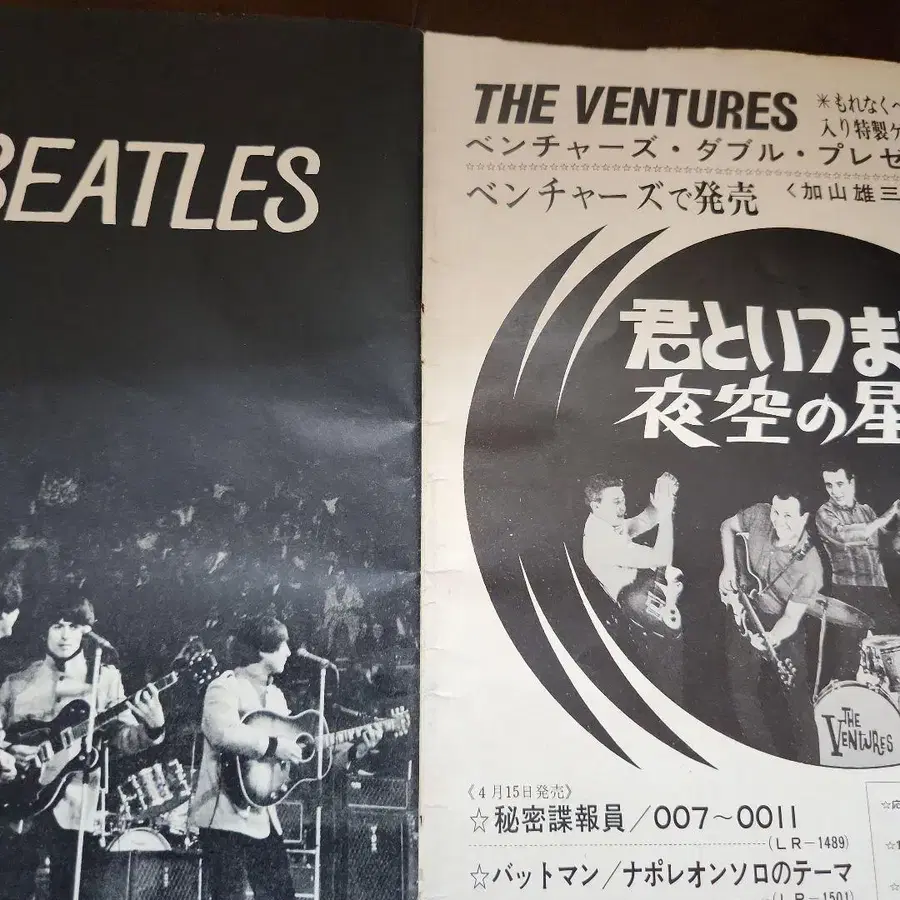 BEATLES
THE VENTURES
＊もれなくペ
入り特製ケ
ベンチャーズ・ダブル・プレゼ
ベンチャーズで発売 〈加山雄三
君といつま
夜空の星
THE
VENTURES
《4月15日発売》
☆秘密諜報員/007～0011
(LR－1489)
☆バットマン/ナポレオンソロのテーマ
(LR－1501)
☆応